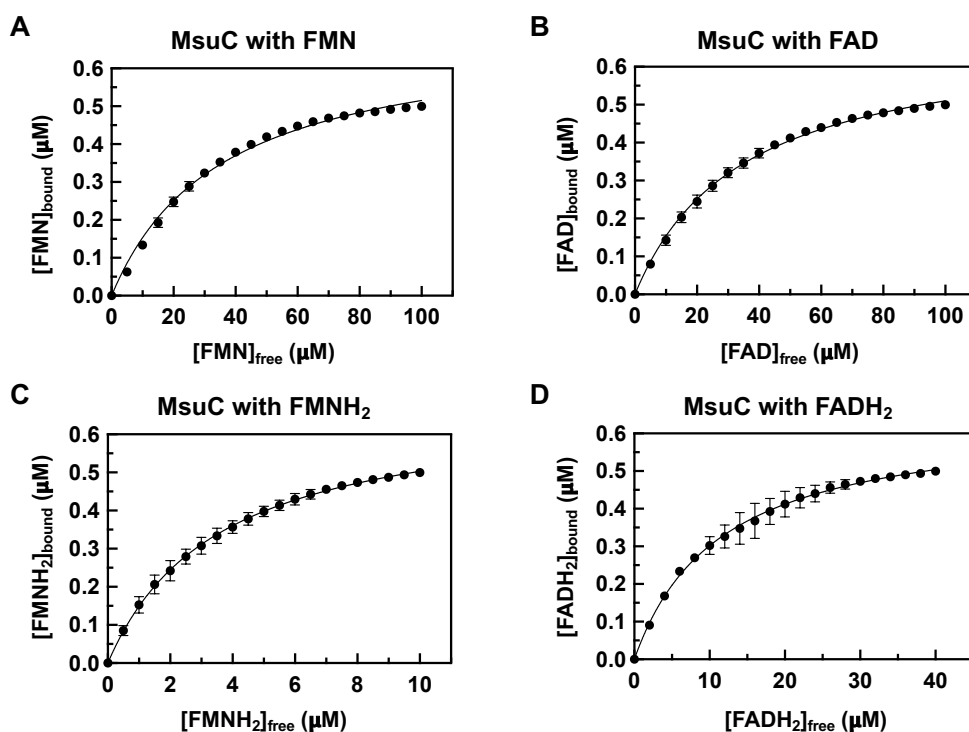 A
MsuC with FMN
[FMN]bound (µM)
0.6
0.5
0.4
0.3
0.2
0.1
0.0
0 20 40 60 80 100
[FMN]free (µM)
B
MsuC with FAD
[FAD]bound (µM)
0.6
0.5
0.4
0.3
0.2
0.1
0.0
0 20 40 60 80 100
[FAD]free (µM)
C
MsuC with FMNH₂
[FMNH₂]bound (µM)
0.6
0.5
0.4
0.3
0.2
0.1
0.0
0 2 4 6 8 10
[FMNH₂]free (µM)
D
MsuC with FADH₂
[FADH₂]bound (µM)
0.6
0.5
0.4
0.3
0.2
0.1
0.0
0 10 20 30 40
[FADH₂]free (µM)